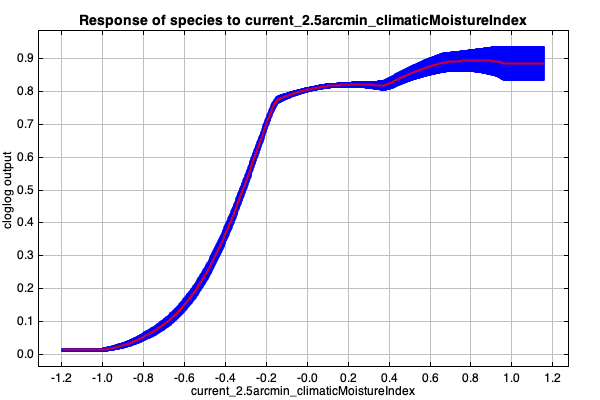 Response of species to current_2.5arcmin_climaticMoistureIndex
cloglog output
0.9
0.8
0.7
0.6
0.5
0.4
0.3
0.2
0.1
0.0
-1.2 -1.0 -0.8 -0.6 -0.4 -0.2 0.0 0.2 0.4 0.6 0.8 1.0 1.2
current_2.5arcmin_climaticMoistureIndex